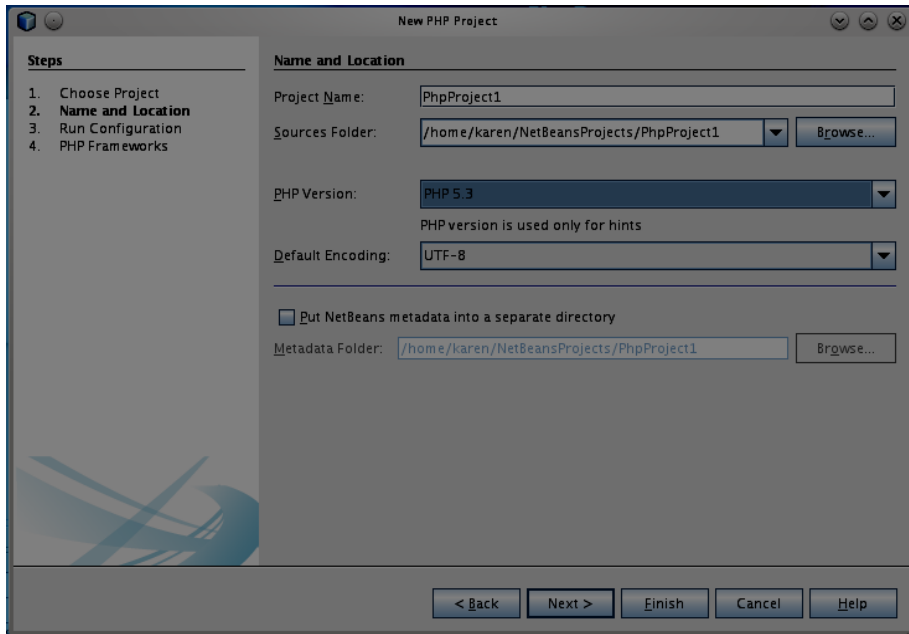 New PHP Project
Steps
1. Choose Project
2. Name and Location
3. Run Configuration
4. PHP Frameworks
Name and Location
Project Name: PhpProject1
Sources Folder: /home/karen/NetBeansProjects/PhpProject1 Browse...
PHP Version: PHP 5.3
PHP version is used only for hints
Default Encoding: UTF-8
Put NetBeans metadata into a separate directory
Metadata Folder: /home/karen/NetBeansProjects/PhpProject1 Browse...
< Back Next > Finish Cancel Help